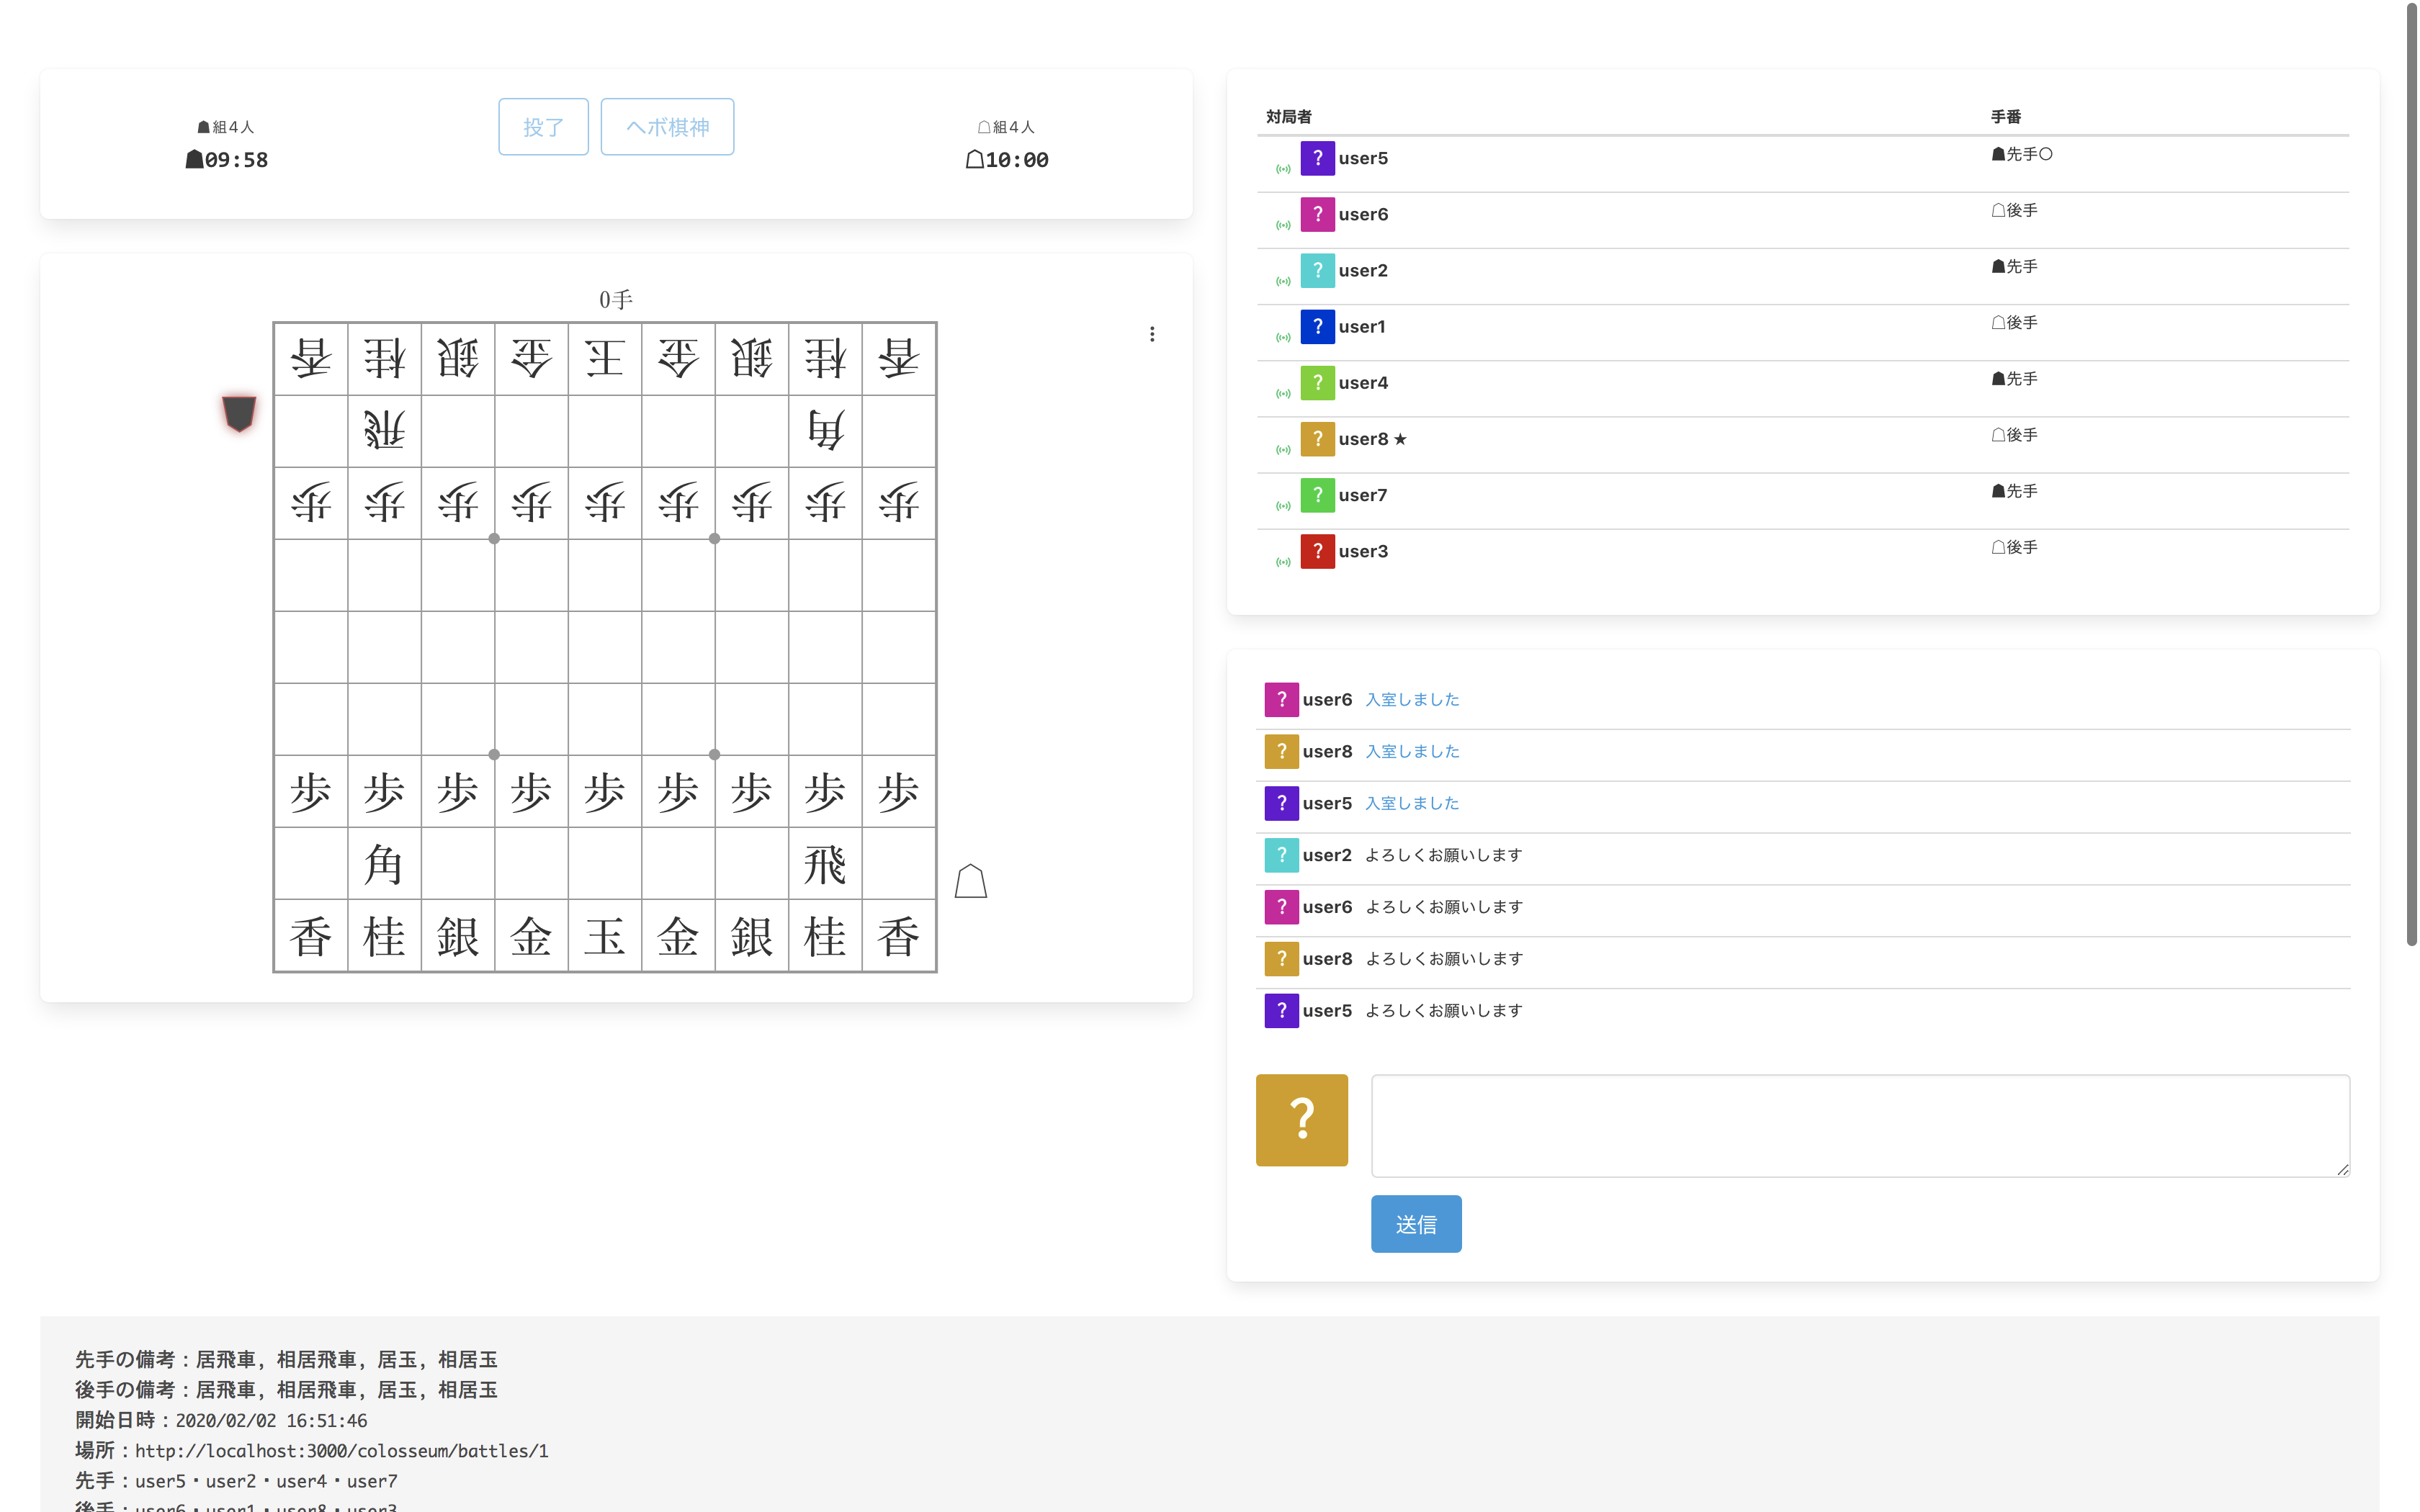 ☗組4人
☗09:58
投了
ヘボ棋神
☖組4人
☖10:00
0手
香 桂 銀 金 王 金 銀 桂 香
飛 角
歩 歩 歩 歩 歩 歩 歩 歩 歩
歩 歩 歩 歩 歩 歩 歩 歩 歩
角 飛
香 桂 銀 金 玉 金 銀 桂 香
対局者 手番
? user5 ☗先手○
? user6 ☖後手
? user2 ☗先手
? user1 ☖後手
? user4 ☗先手
? user8 ★ ☖後手
? user7 ☗先手
? user3 ☖後手
? user6 入室しました
? user8 入室しました
? user5 入室しました
? user2 よろしくお願いします
? user6 よろしくお願いします
? user8 よろしくお願いします
? user5 よろしくお願いします
?
送信
先手の備考：居飛車, 相居飛車, 居玉, 相居玉
後手の備考：居飛車, 相居飛車, 居玉, 相居玉
開始日時：2020/02/02 16:51:46
場所：http://localhost:3000/colosseum/battles/1
先手：user5・user2・user4・user7
後手：user6・user1・user8・user3